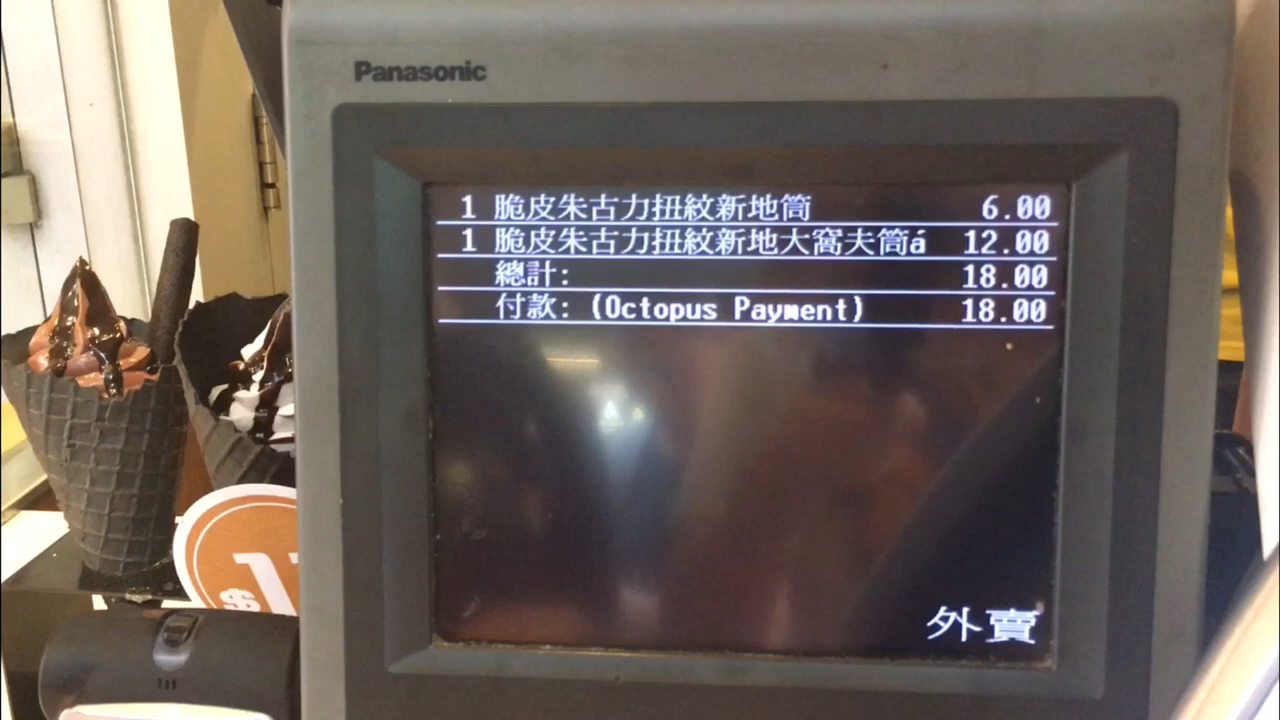 Panasonic
1 脆皮朱古力扭紋新地筒 6.00
1 脆皮朱古力扭紋新地大窩夫筒á 12.00
總計: 18.00
付款: (Octopus Payment) 18.00
外賣
$1